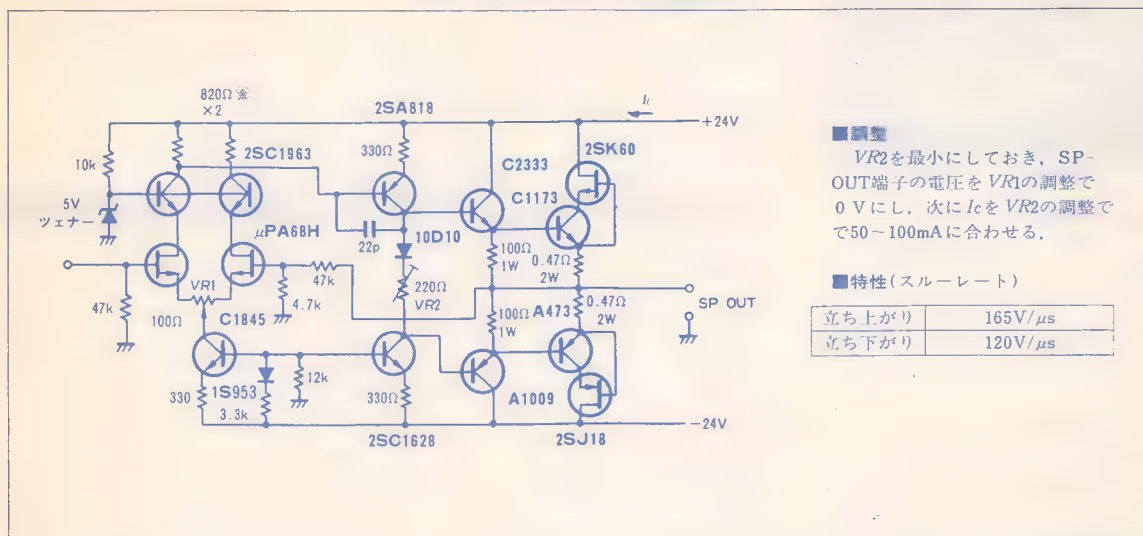 820Ω 金
×2
2SA818
Ic
+24V
10k
2SC1963
330Ω
C2333
2SK60
5V
ツェナー
C1173
μPA68H
22p
10D10
100Ω
1W
0.47Ω
2W
VR1
47k
220Ω
VR2
47k
100Ω
4.7k
C1845
100Ω
1W
A473
0.47Ω
2W
SP OUT
330
1S953
3.3k
12k
330Ω
A1009
2SC1628
2SJ18
−24V
■調整
VR2を最小にしておき，SP-
OUT端子の電圧をVR1の調整で
0Vにし，次にIcをVR2の調整で
で50～100mAに合わせる．
■特性(スルーレート)
立ち上がり 165V/μs
立ち下がり 120V/μs